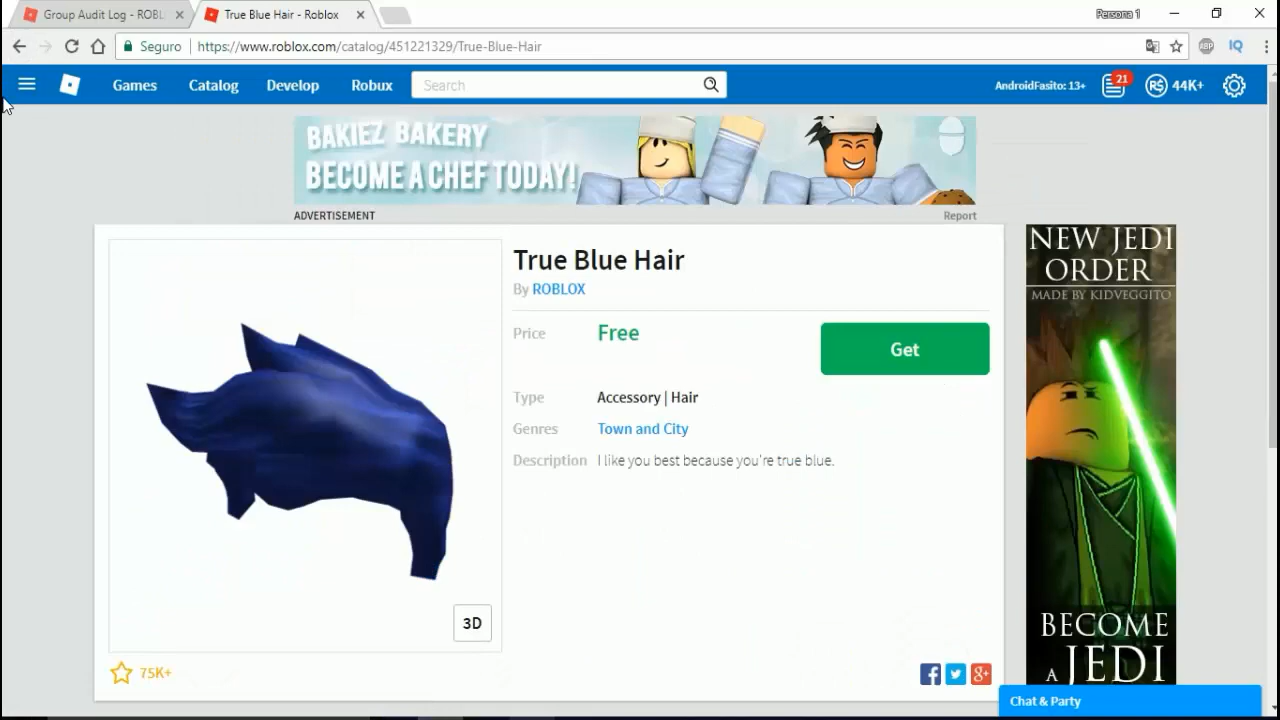 Group Audit Log - ROBL
True Blue Hair - Roblox
Persona 1
Seguro
https://www.roblox.com/catalog/451221329/True-Blue-Hair
ABP
IQ
Games
Catalog
Develop
Robux
Search
AndroidFasito: 13+
21
R$
44K+
BAKIEZ BAKERY
BECOME A CHEF TODAY!
ADVERTISEMENT
Report
True Blue Hair
By ROBLOX
Price
Free
Get
Type
Accessory | Hair
Genres
Town and City
Description
I like you best because you're true blue.
3D
75K+
f
g+
NEW JEDI
ORDER
MADE BY KIDVEGGITO
BECOME
A JEDI
Chat & Party